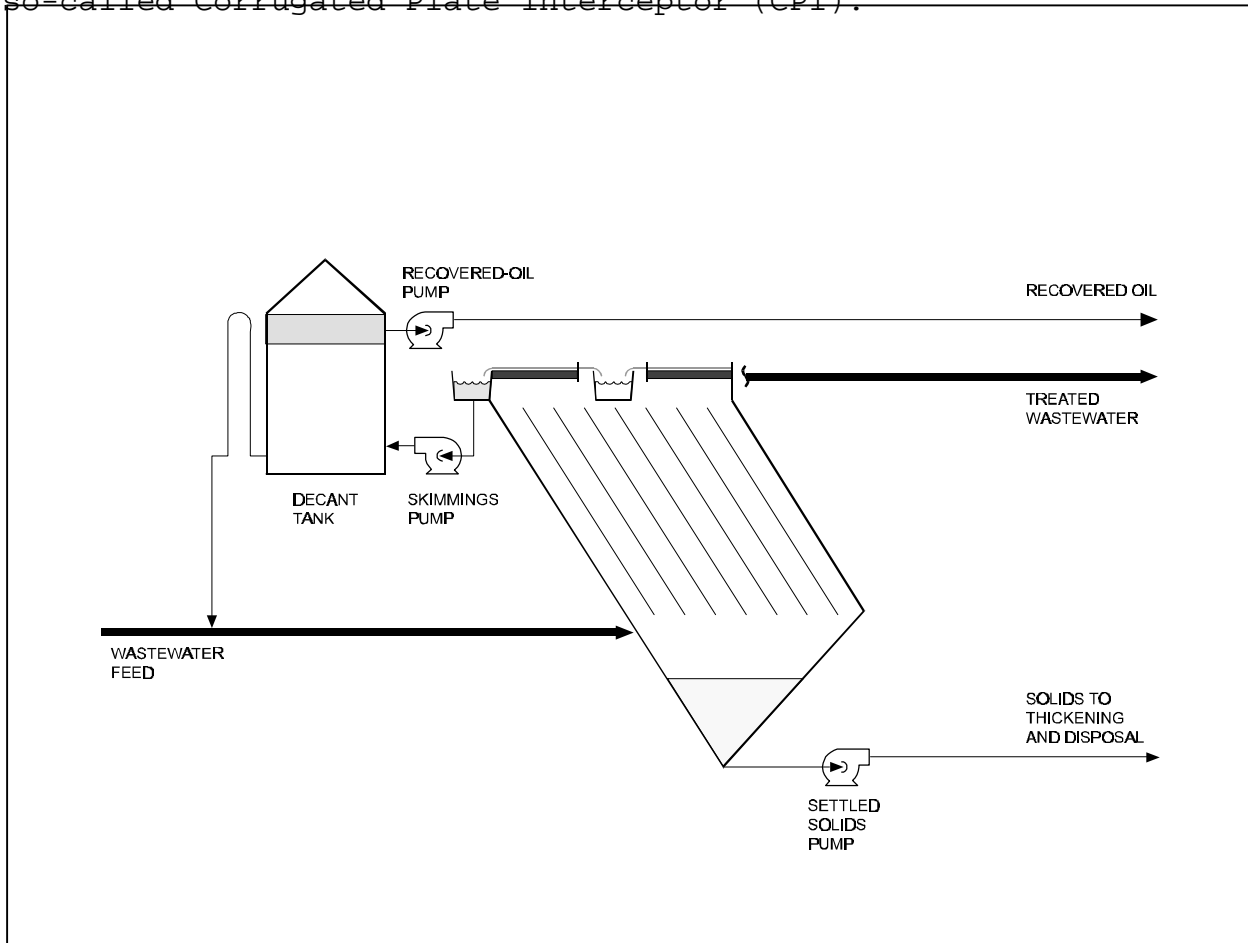 so-called Corrugated Plate Interceptor (CPI).
RECOVERED-OIL
PUMP
RECOVERED OIL
TREATED
WASTEWATER
DECANT
TANK
SKIMMINGS
PUMP
WASTEWATER
FEED
SOLIDS TO
THICKENING
AND DISPOSAL
SETTLED
SOLIDS
PUMP